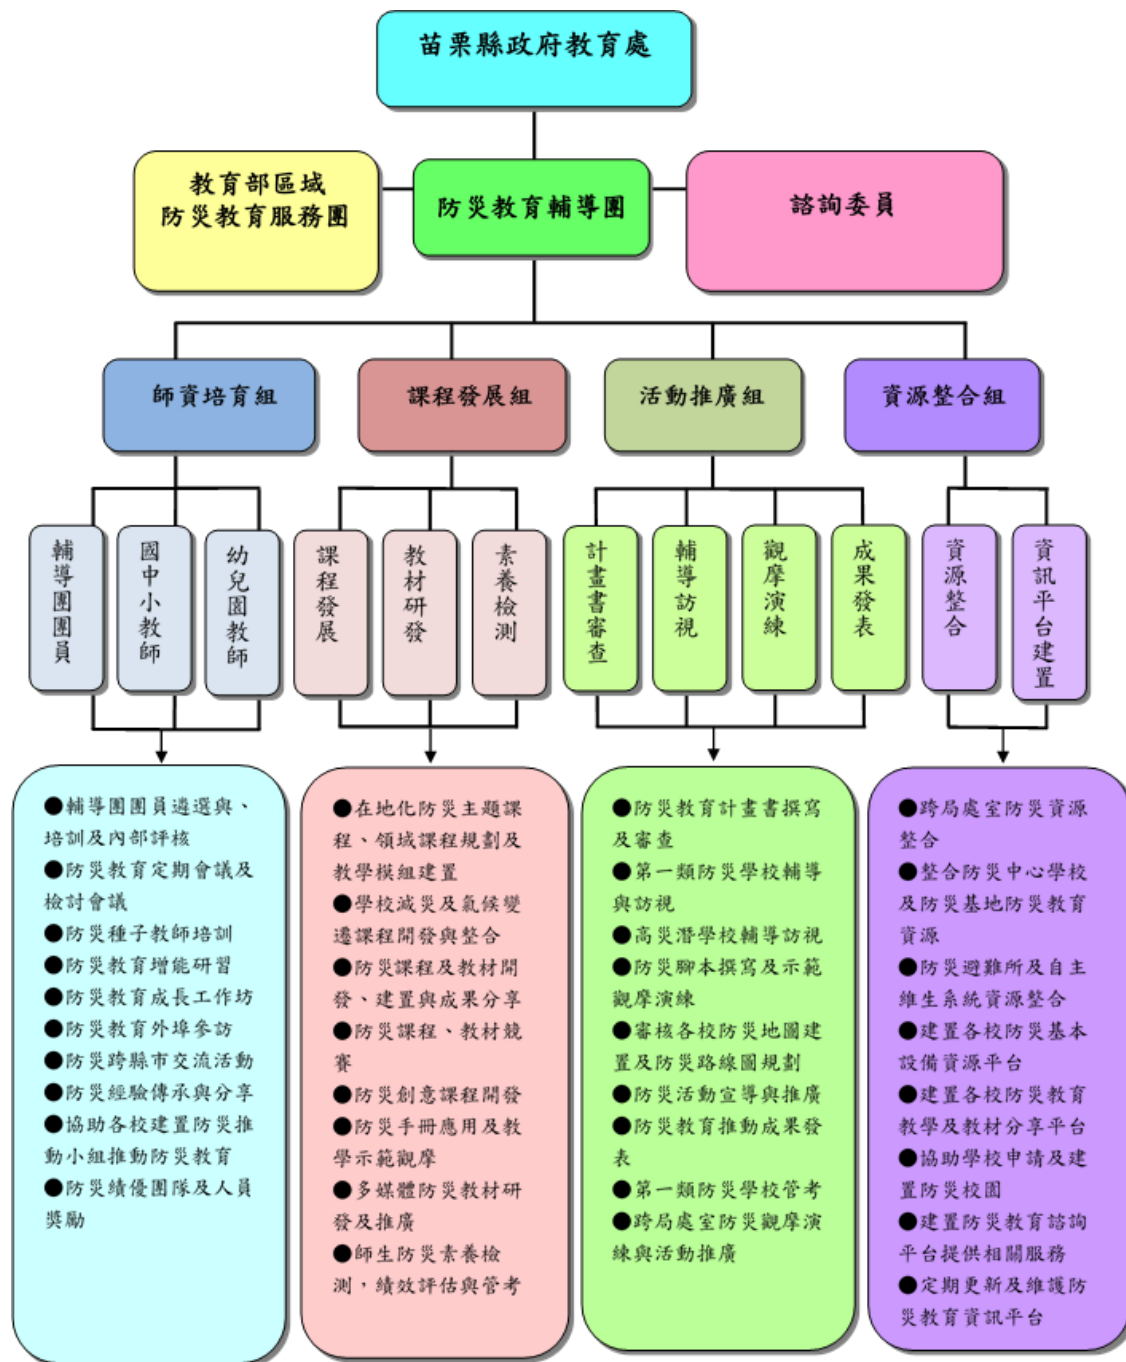 苗栗縣政府教育處
教育部區域
防災教育服務團
防災教育輔導團
諮詢委員
師資培育組
課程發展組
活動推廣組
資源整合組
輔導團團員
國中小教師
幼兒園教師
課程發展
教材研發
素養檢測
計畫書審查
輔導訪視
觀摩演練
成果發表
資源整合
資訊平台建置
●輔導團團員遴選與、
培訓及內部評核
●防災教育定期會議及
檢討會議
●防災種子教師培訓
●防災教育增能研習
●防災教育成長工作坊
●防災教育外埠參訪
●防災跨縣市交流活動
●防災經驗傳承與分享
●協助各校建置防災推
動小組推動防災教育
●防災績優團隊及人員
獎勵
●在地化防災主題課
程、領域課程規劃及
教學模組建置
●學校減災及氣候變
遷課程開發與整合
●防災課程及教材開
發、建置與成果分享
●防災課程、教材競
賽
●防災創意課程開發
●防災手冊應用及教
學示範觀摩
●多媒體防災教材研
發及推廣
●師生防災素養檢
測，績效評估與管考
●防災教育計畫書撰寫
及審查
●第一類防災學校輔導
與訪視
●高災潛學校輔導訪視
●防災腳本撰寫及示範
觀摩演練
●審核各校防災地圖建
置及防災路線圖規劃
●防災活動宣導與推廣
●防災教育推動成果發
表
●第一類防災學校管考
●跨局處室防災觀摩演
練與活動推廣
●跨局處室防災資源
整合
●整合防災中心學校
及防災基地防災教育
資源
●防災避難所及自主
維生系統資源整合
●建置各校防災基本
設備資源平台
●建置各校防災教育
教學及教材分享平台
●協助學校申請及建
置防災校園
●建置防災教育諮詢
平台提供相關服務
●定期更新及維護防
災教育資訊平台